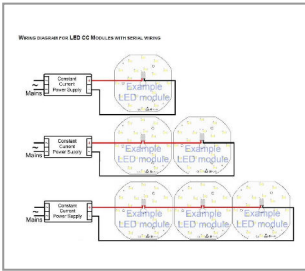 WIRING DIAGRAM FOR LED CC MODULES WITH SERIAL WIRING
Constant
Current
Power Supply
Mains
Example
LED module
Constant
Current
Power Supply
Mains
Example
LED module
Example
LED module
Constant
Current
Power Supply
Mains
Example
LED module
Example
LED module
Example
LED module